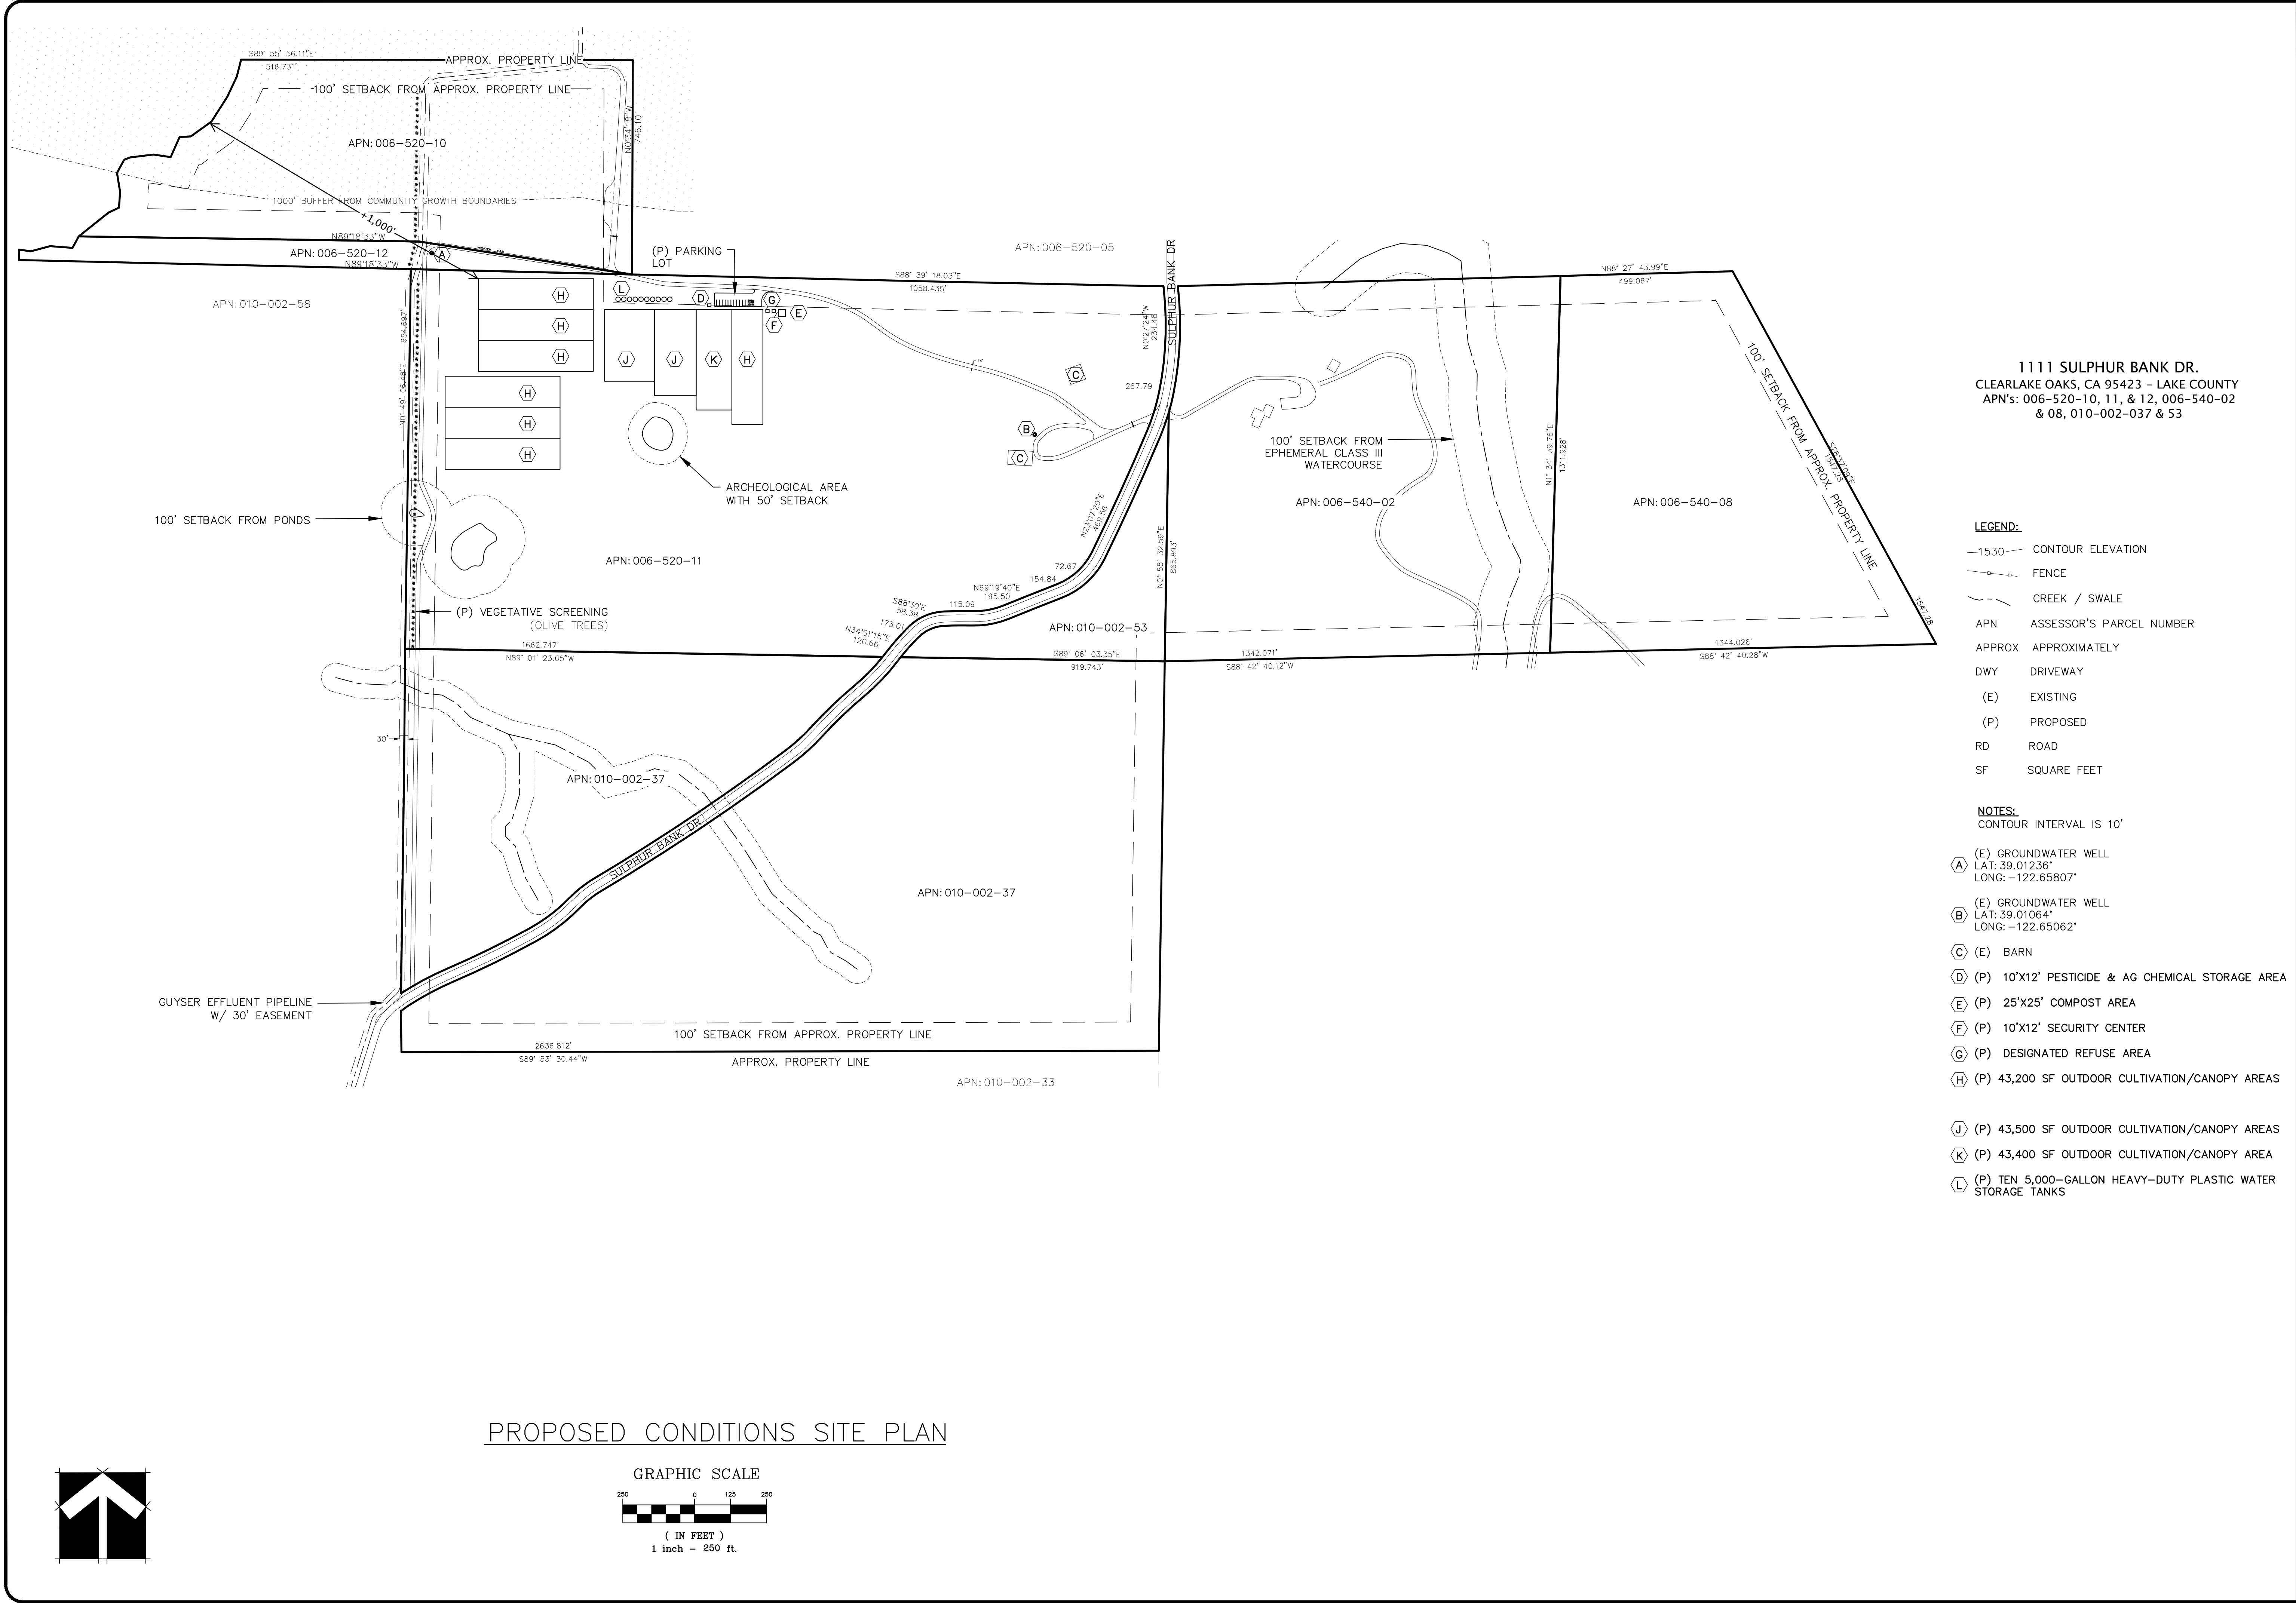 S89° 55' 56.11"E
516.731'
APPROX. PROPERTY LINE
100' SETBACK FROM APPROX. PROPERTY LINE
N0°34'18"W
746.10
APN: 006-520-10
1000' BUFFER FROM COMMUNITY GROWTH BOUNDARIES
+1,000'
N89°18'33"W
APN: 006-520-12
N89°18'33"W
A
(P) PARKING
LOT
APN: 006-520-05
SULPHUR BANK DR
SULPHUR BANK DR
S88° 39' 18.03"E
1058.435'
N88° 27' 43.99"E
499.067'
APN: 010-002-58
H
H
H
H
H
H
L
D
G
E
F
J
J
K
H
14'
C
B
C
N0°27'24"W
234.48
267.79
654.697'
N0° 49' 06.48"E
100' SETBACK FROM
EPHEMERAL CLASS III
WATERCOURSE
APN: 006-540-02
N1° 34' 39.76"E
1311.928'
APN: 006-540-08
100' SETBACK FROM APPROX. PROPERTY LINE
1547.28
1547.28
ARCHEOLOGICAL AREA
WITH 50' SETBACK
100' SETBACK FROM PONDS
APN: 006-520-11
(P) VEGETATIVE SCREENING
(OLIVE TREES)
N23°07'20"E
469.56
72.67
154.84
N69°19'40"E
195.50
115.09
S88°30'E
58.38
173.01
N34°51'15"E
120.66
N0° 55' 32.59"E
865.893'
APN: 010-002-53
1662.747'
N89° 01' 23.65"W
S89° 06' 03.35"E
919.743'
1342.071'
S88° 42' 40.12"W
1344.026'
S88° 42' 40.28"W
30'
APN: 010-002-37
SULPHUR BANK DR
APN: 010-002-37
GUYSER EFFLUENT PIPELINE
W/ 30' EASEMENT
100' SETBACK FROM APPROX. PROPERTY LINE
2636.812'
S89° 53' 30.44"W
APPROX. PROPERTY LINE
APN: 010-002-33
1111 SULPHUR BANK DR.
CLEARLAKE OAKS, CA 95423 - LAKE COUNTY
APN's: 006-520-10, 11, & 12, 006-540-02
& 08, 010-002-037 & 53
LEGEND:
1530 CONTOUR ELEVATION
FENCE
CREEK / SWALE
APN ASSESSOR'S PARCEL NUMBER
APPROX APPROXIMATELY
DWY DRIVEWAY
(E) EXISTING
(P) PROPOSED
RD ROAD
SF SQUARE FEET
NOTES:
CONTOUR INTERVAL IS 10'
A (E) GROUNDWATER WELL
LAT: 39.01236°
LONG: -122.65807°
B (E) GROUNDWATER WELL
LAT: 39.01064°
LONG: -122.65062°
C (E) BARN
D (P) 10'X12' PESTICIDE & AG CHEMICAL STORAGE AREA
E (P) 25'X25' COMPOST AREA
F (P) 10'X12' SECURITY CENTER
G (P) DESIGNATED REFUSE AREA
H (P) 43,200 SF OUTDOOR CULTIVATION/CANOPY AREAS
J (P) 43,500 SF OUTDOOR CULTIVATION/CANOPY AREAS
K (P) 43,400 SF OUTDOOR CULTIVATION/CANOPY AREA
L (P) TEN 5,000-GALLON HEAVY-DUTY PLASTIC WATER
STORAGE TANKS
PROPOSED CONDITIONS SITE PLAN
GRAPHIC SCALE
250 0 125 250
( IN FEET )
1 inch = 250 ft.